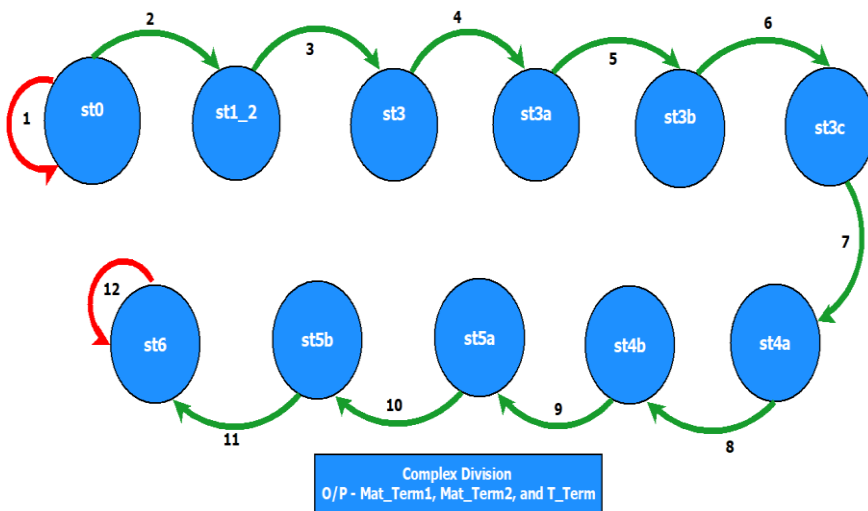 2
3
4
5
6
1
st0
st1_2
st3
st3a
st3b
st3c
7
12
st6
st5b
st5a
st4b
st4a
11
10
9
8
Complex Division
O/P - Mat_Term1, Mat_Term2, and T_Term